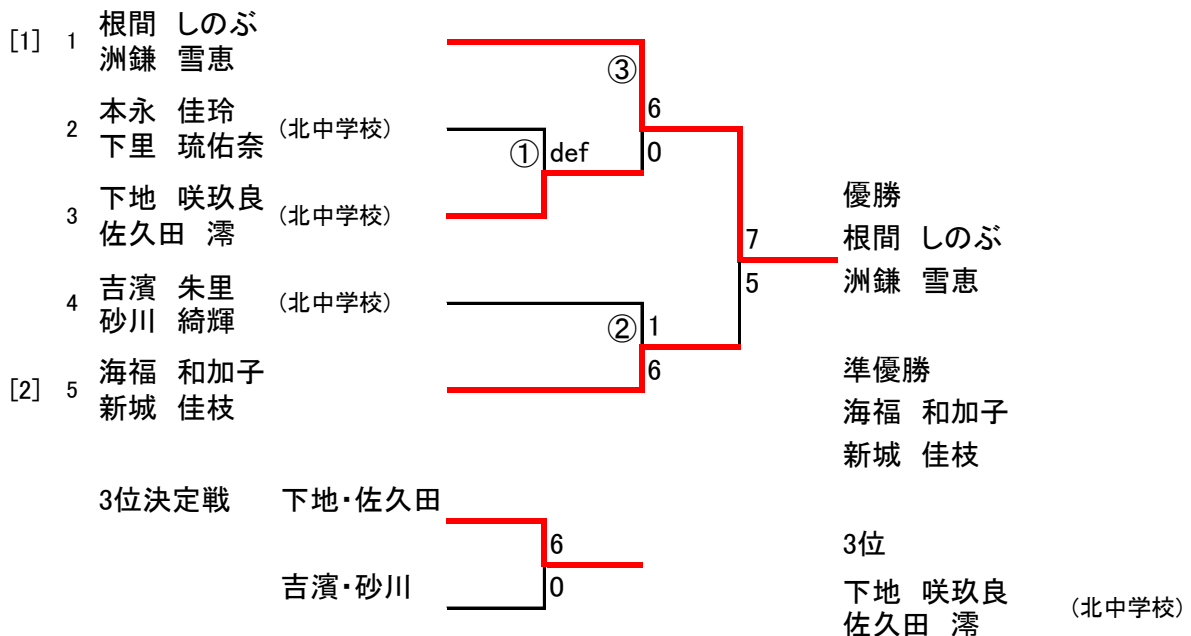 [1] 1 根間 しのぶ
洲鎌 雪恵
③
6
0
2 本永 佳玲 (北中学校)
下里 琉佑奈
① def
3 下地 咲玖良 (北中学校)
佐久田 澪
7
5
4 吉濱 朱里 (北中学校)
砂川 綺輝
② 1
6
[2] 5 海福 和加子
新城 佳枝
優勝
根間 しのぶ
洲鎌 雪恵
準優勝
海福 和加子
新城 佳枝
3位決定戦 下地・佐久田
6
0
吉濱・砂川
3位
下地 咲玖良
佐久田 澪 (北中学校)